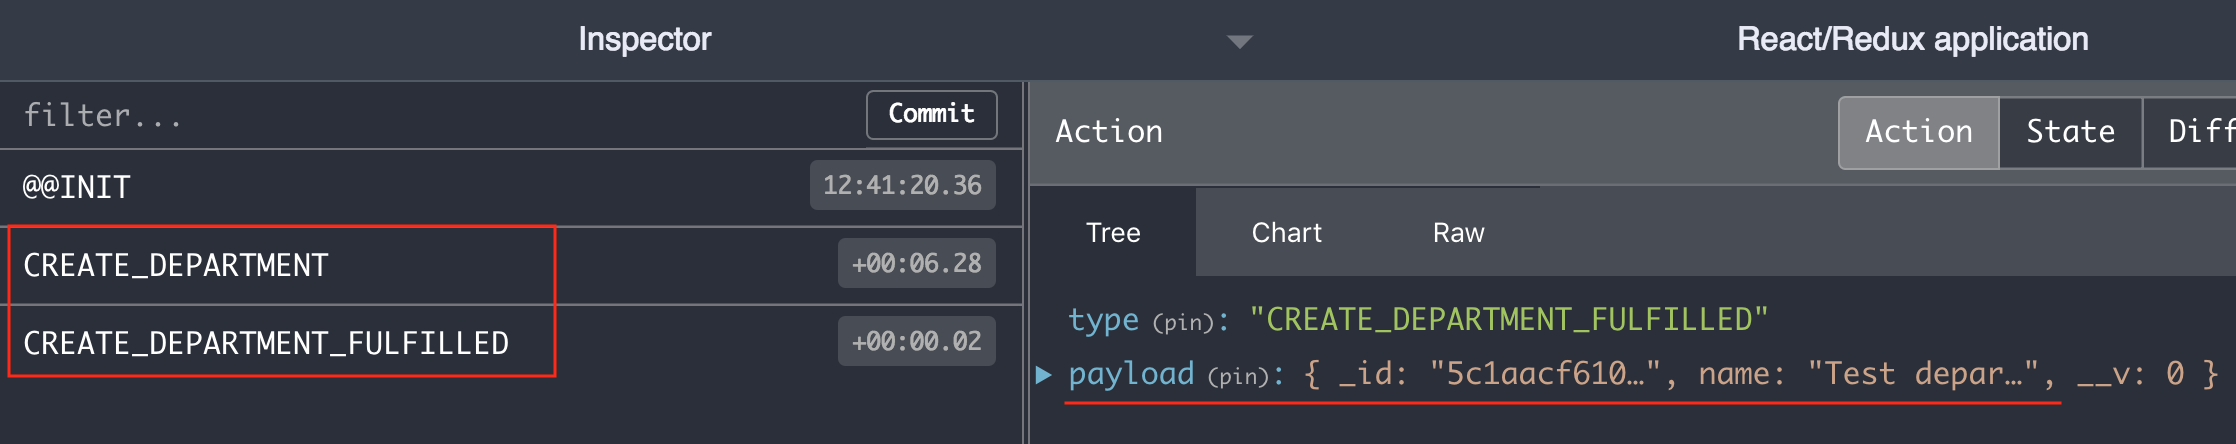 Inspector
React/Redux application
filter...
Commit
@@INIT
12:41:20.36
CREATE_DEPARTMENT
+00:06.28
CREATE_DEPARTMENT_FULFILLED
+00:00.02
Action
Action
State
Diff
Tree
Chart
Raw
type (pin): "CREATE_DEPARTMENT_FULFILLED"
payload (pin): { _id: "5c1aacf610…", name: "Test depar…", __v: 0 }